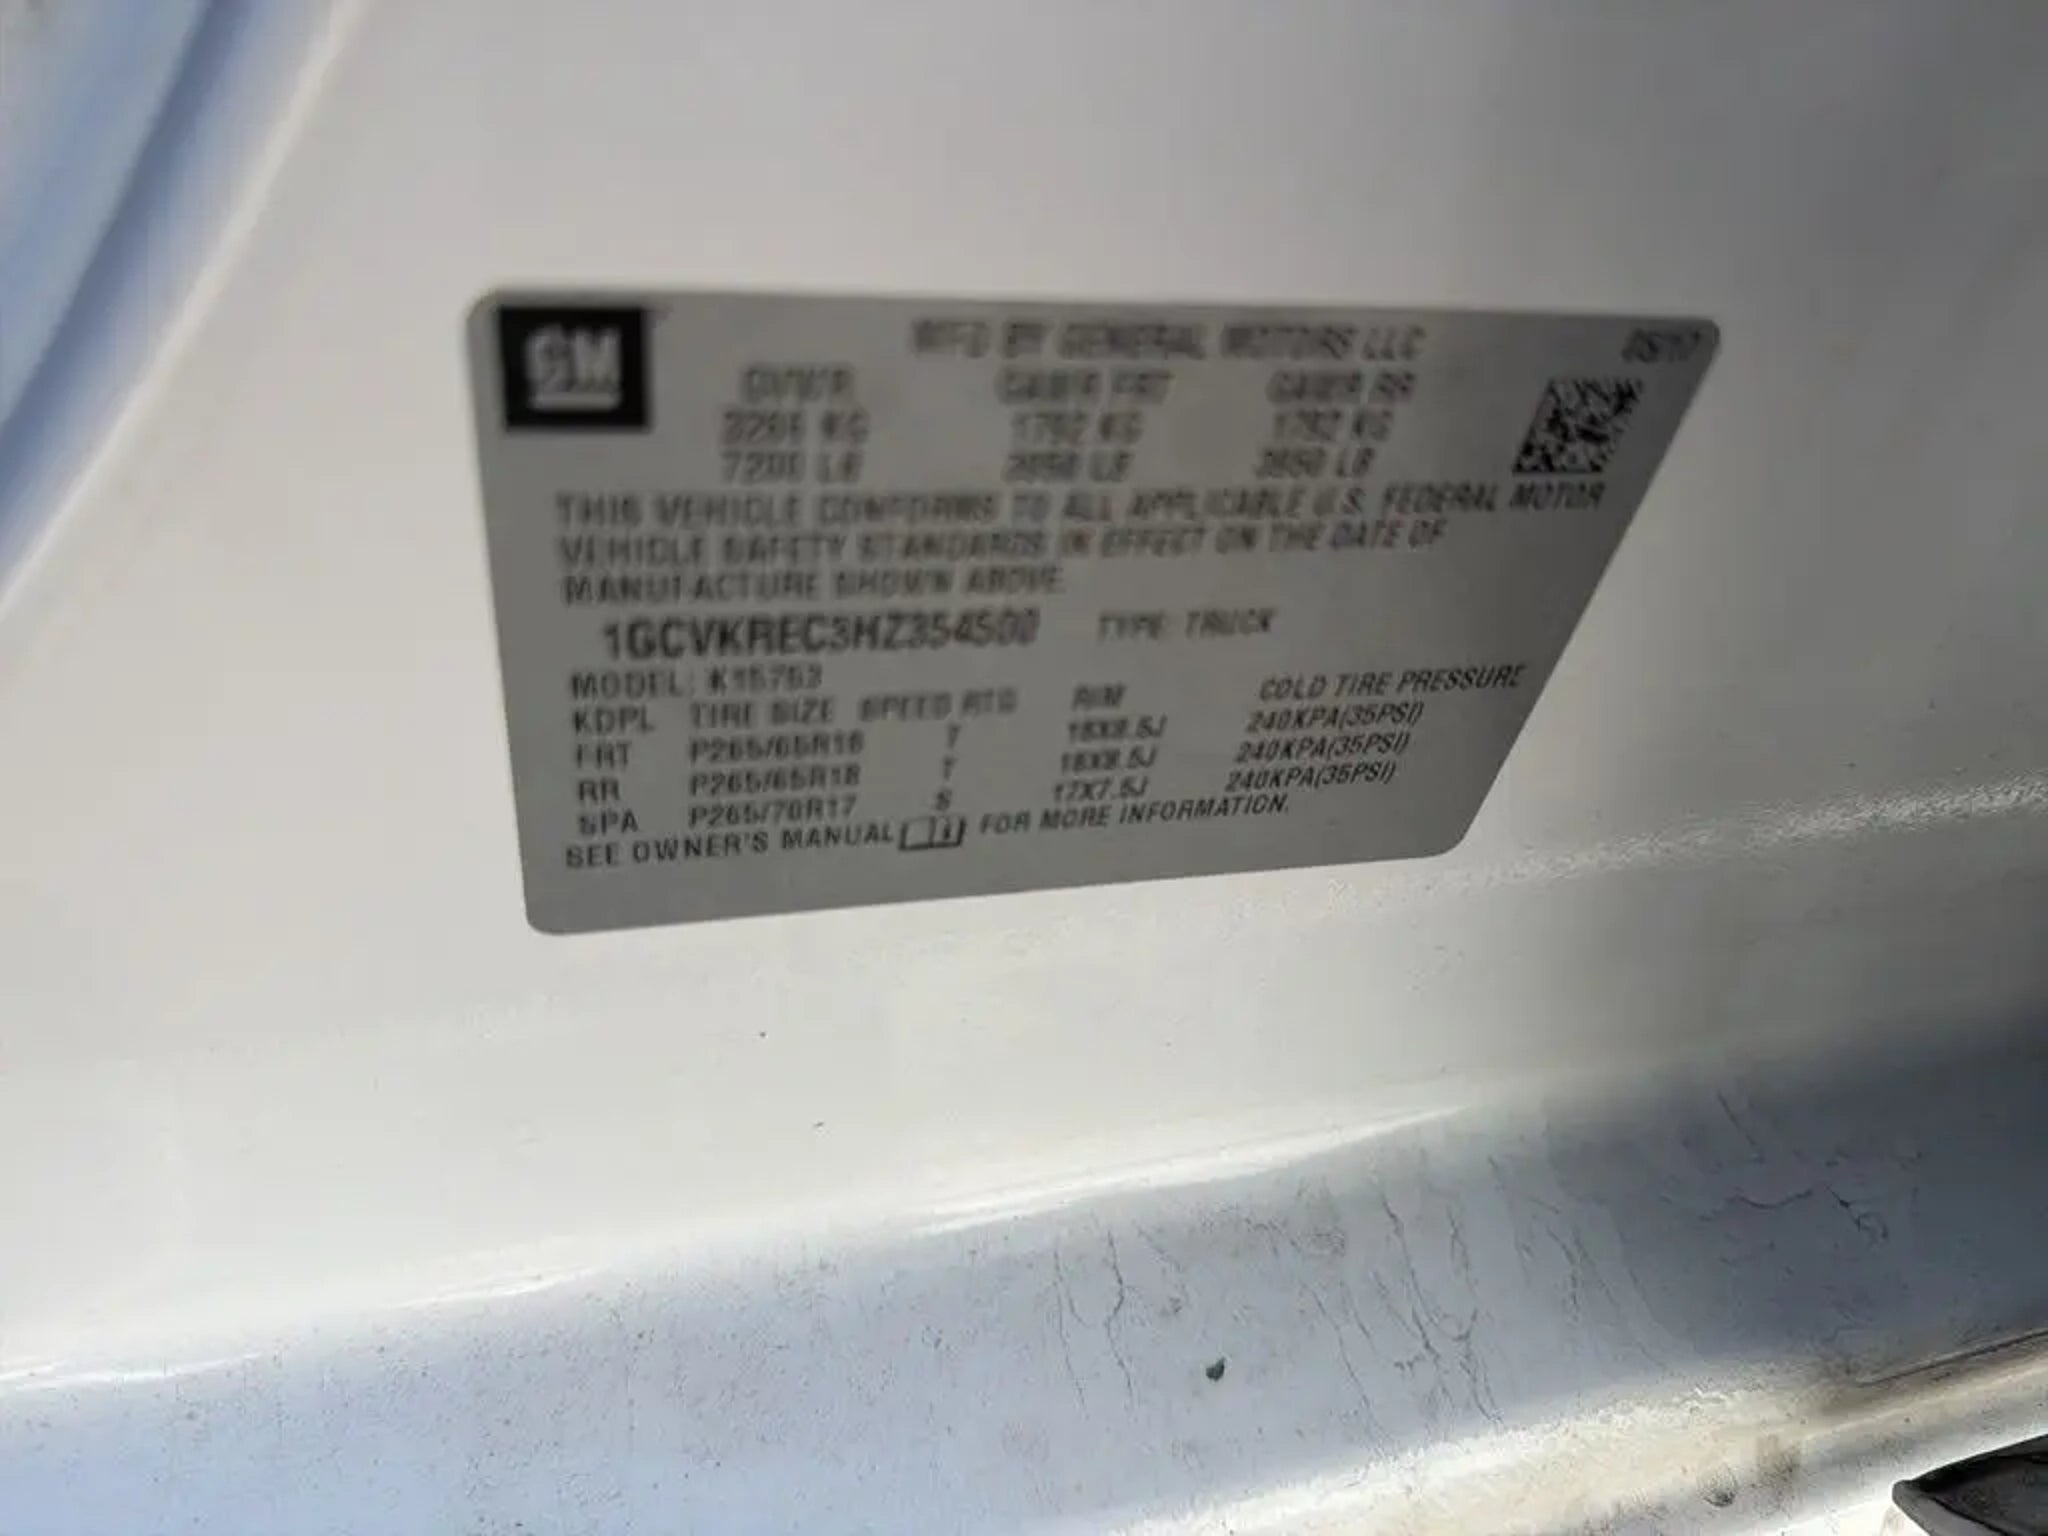 GM
MFD BY GENERAL MOTORS LLC
GVWR GAWR FRT GAWR RR
KG 1792 KG 1792 KG
7200 LB 3950 LB 3950 LB
THIS VEHICLE CONFORMS TO ALL APPLICABLE U.S. FEDERAL MOTOR
VEHICLE SAFETY STANDARDS IN EFFECT ON THE DATE OF
MANUFACTURE SHOWN ABOVE.
1GCVKREC3HZ354500 TYPE: TRUCK
MODEL: K15753
KDPL TIRE SIZE SPEED RTG RIM COLD TIRE PRESSURE
FRT P265/65R18 T 18X8.5J 240KPA(35PSI)
RR P265/65R18 T 18X8.5J 240KPA(35PSI)
SPA P265/70R17 S 17X7.5J 240KPA(35PSI)
SEE OWNER'S MANUAL FOR MORE INFORMATION.